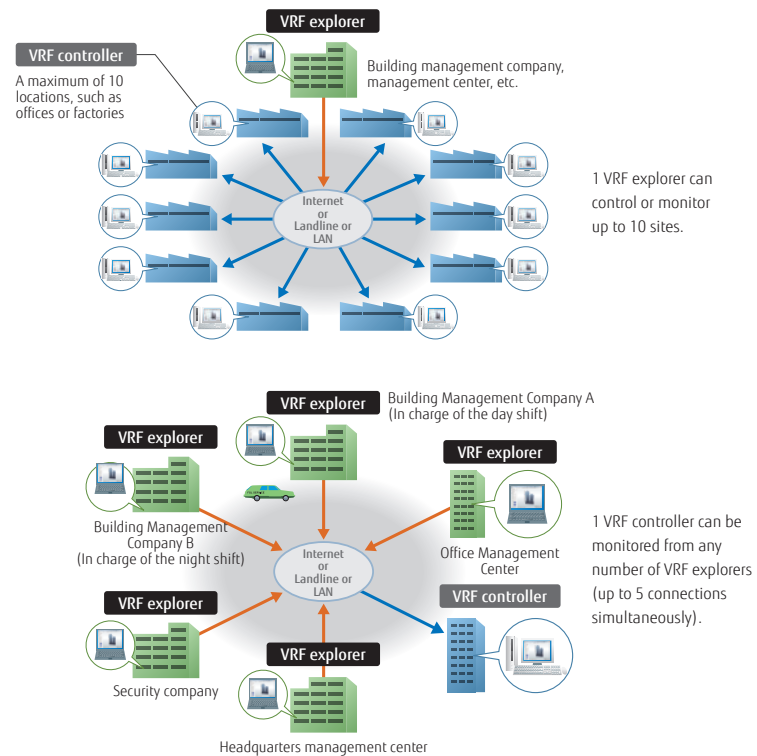 VRF explorer
VRF controller
Building management company,
management center, etc.
A maximum of 10
locations, such as
offices or factories
Internet
or
Landline or
LAN
1 VRF explorer can
control or monitor
up to 10 sites.
VRF explorer
Building Management Company A
(In charge of the day shift)
VRF explorer
Building Management
Company B
(In charge of the night shift)
VRF explorer
Office Management
Center
Internet
or
Landline or
LAN
VRF controller
VRF explorer
Security company
VRF explorer
Headquarters management center
1 VRF controller can be
monitored from any
number of VRF explorers
(up to 5 connections
simultaneously).